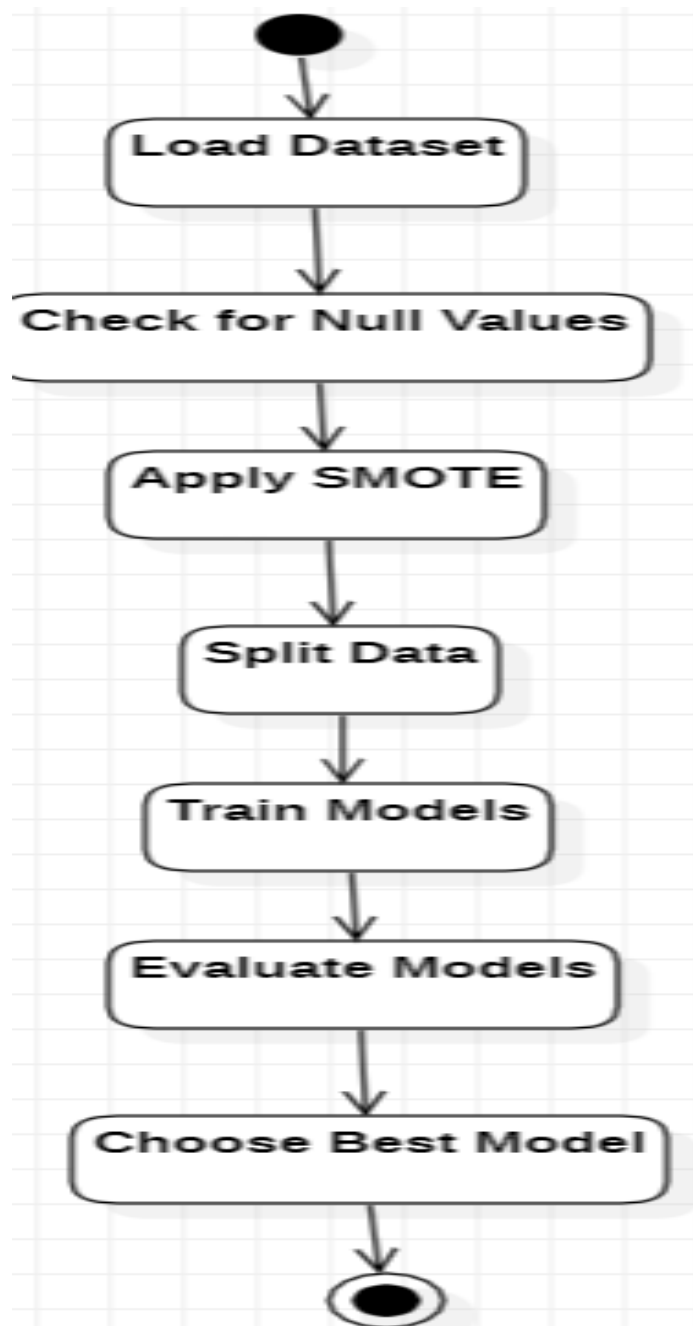 Load Dataset
Check for Null Values
Apply SMOTE
Split Data
Train Models
Evaluate Models
Choose Best Model